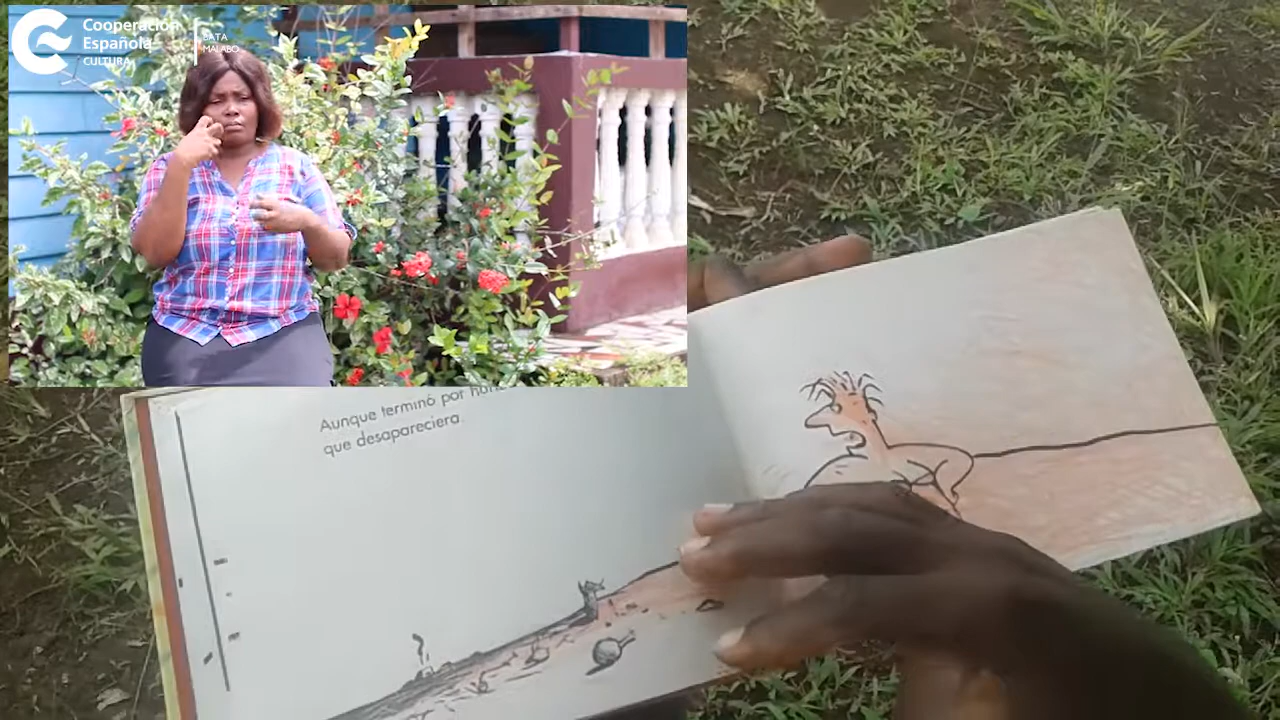 Cooperación
Española
CULTURA
BATA
MALABO
Aunque terminó por
que desapareciera.